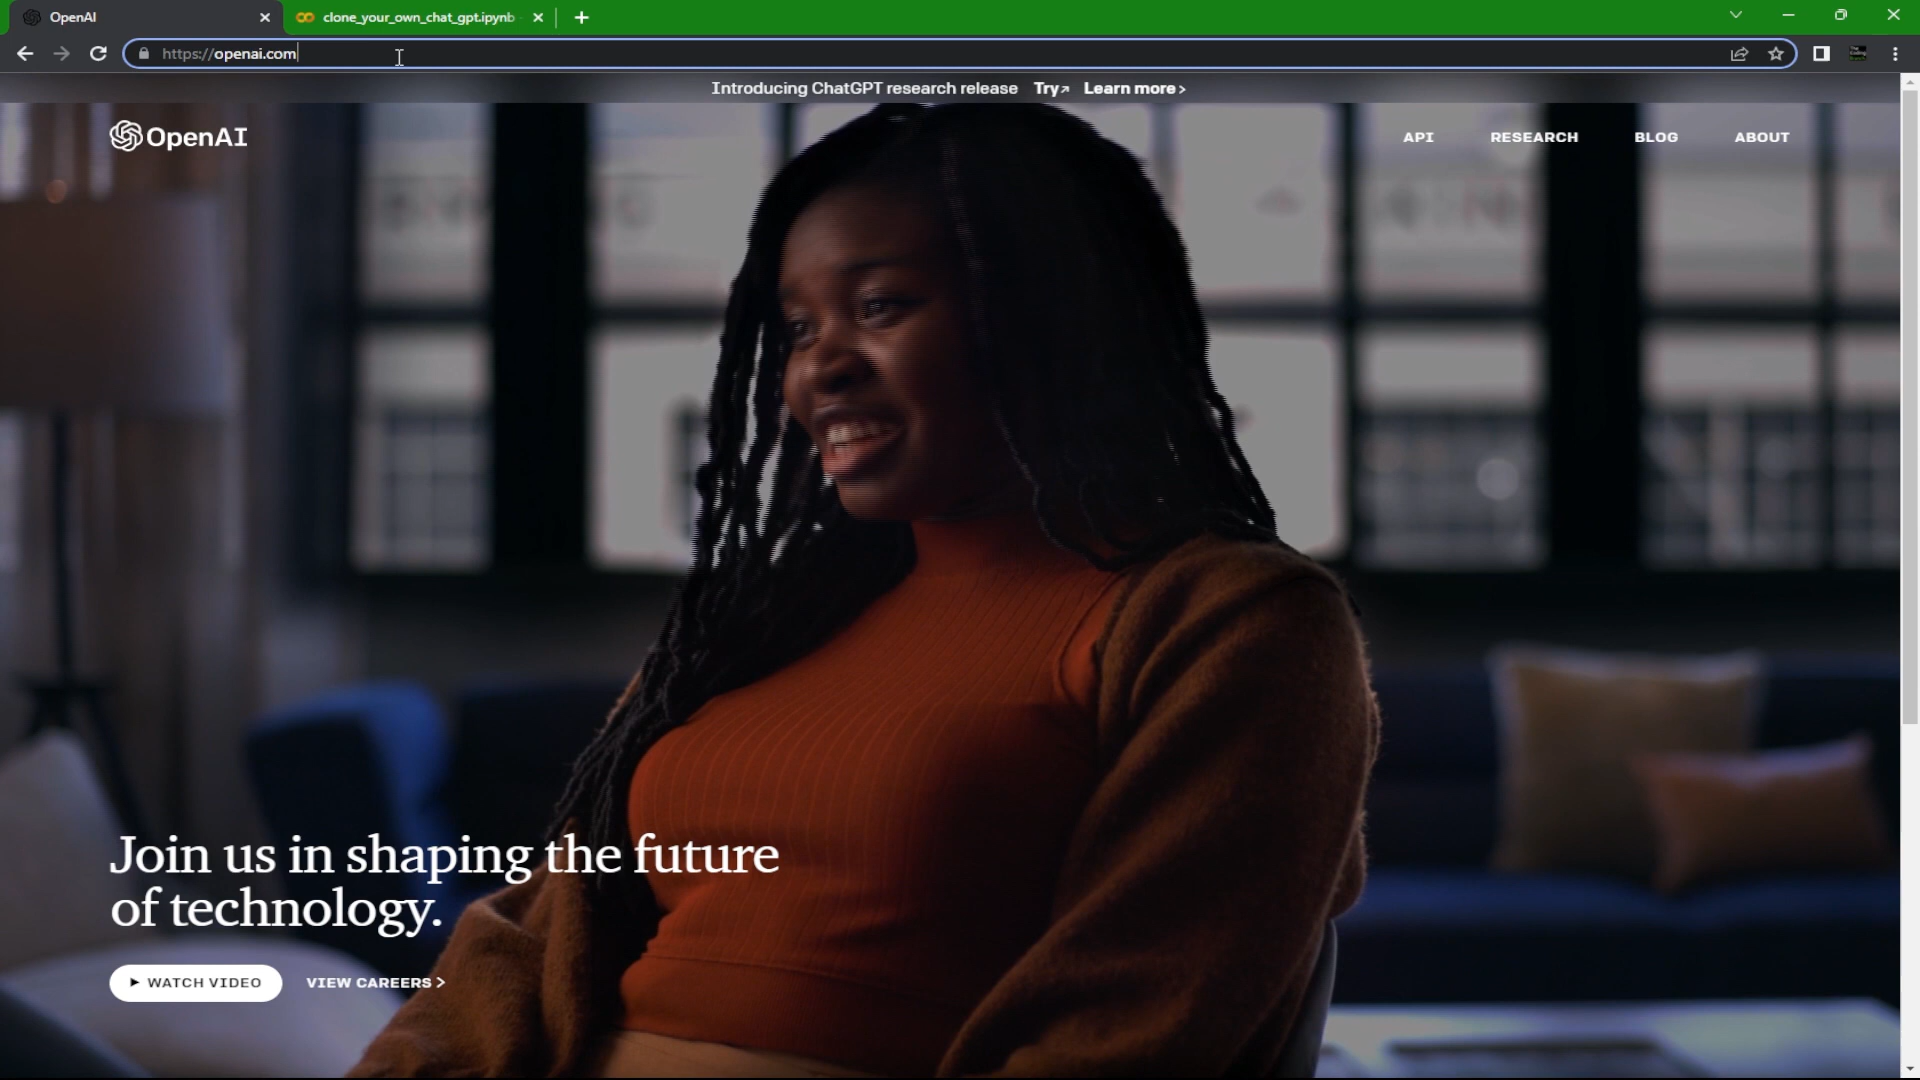 OpenAI
clone_your_own_chat_gpt.ipynb
https://openai.com
Introducing ChatGPT research release Try↗ Learn more ›
OpenAI
API RESEARCH BLOG ABOUT
Join us in shaping the future
of technology.
▶ WATCH VIDEO VIEW CAREERS >